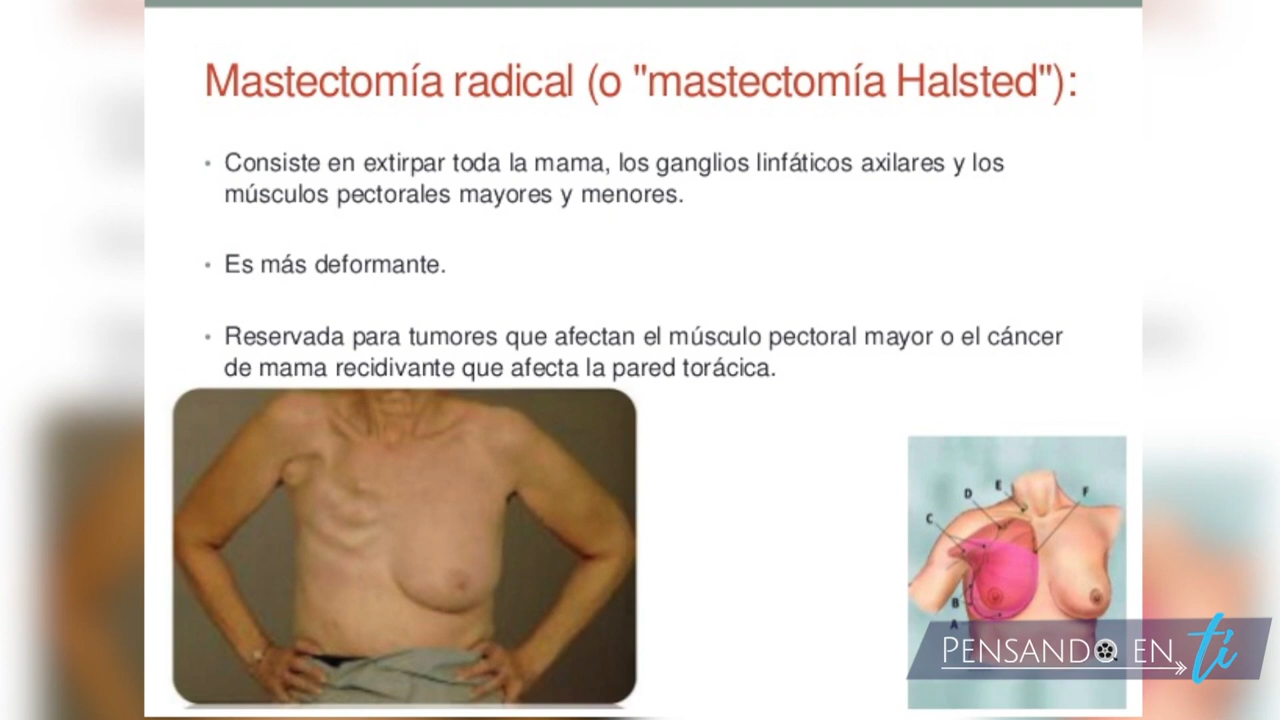 Mastectomía radical (o "mastectomía Halsted"):
• Consiste en extirpar toda la mama, los ganglios linfáticos axilares y los
músculos pectorales mayores y menores.
• Es más deformante.
• Reservada para tumores que afectan el músculo pectoral mayor o el cáncer
de mama recidivante que afecta la pared torácica.
D E F
C
B
A
PENSANDO EN ti